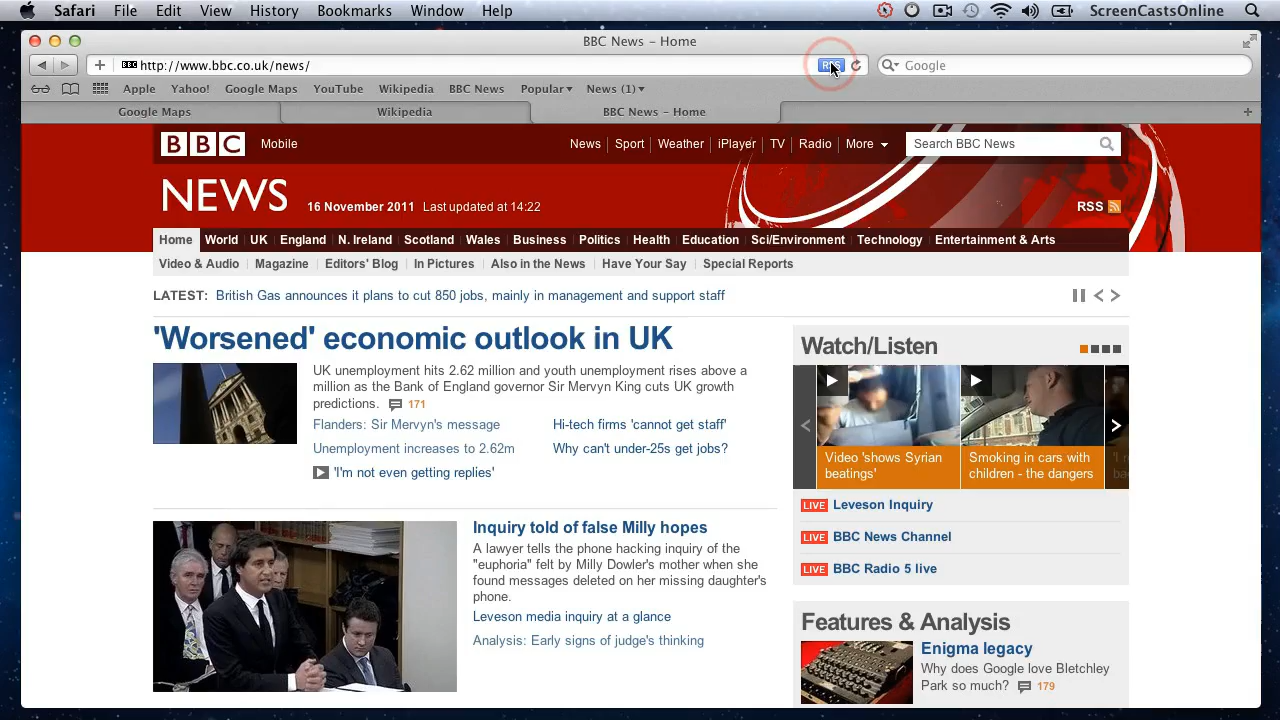 Safari File Edit View History Bookmarks Window Help ScreenCastsOnline
BBC News – Home
http://www.bbc.co.uk/news/ RSS Google
Apple Yahoo! Google Maps YouTube Wikipedia BBC News Popular News (1)
Google Maps Wikipedia BBC News – Home
BBC Mobile News Sport Weather iPlayer TV Radio More Search BBC News
NEWS 16 November 2011 Last updated at 14:22 RSS
Home World UK England N. Ireland Scotland Wales Business Politics Health Education Sci/Environment Technology Entertainment & Arts
Video & Audio Magazine Editors' Blog In Pictures Also in the News Have Your Say Special Reports
LATEST: British Gas announces it plans to cut 850 jobs, mainly in management and support staff
'Worsened' economic outlook in UK
UK unemployment hits 2.62 million and youth unemployment rises above a
million as the Bank of England governor Sir Mervyn King cuts UK growth
predictions. 171
Flanders: Sir Mervyn's message Hi-tech firms 'cannot get staff'
Unemployment increases to 2.62m Why can't under-25s get jobs?
'I'm not even getting replies'
Inquiry told of false Milly hopes
A lawyer tells the phone hacking inquiry of the
"euphoria" felt by Milly Dowler's mother when she
found messages deleted on her missing daughter's
phone.
Leveson media inquiry at a glance
Analysis: Early signs of judge's thinking
Watch/Listen
Video 'shows Syrian
beatings'
Smoking in cars with
children - the dangers
LIVE Leveson Inquiry
LIVE BBC News Channel
LIVE BBC Radio 5 live
Features & Analysis
Enigma legacy
Why does Google love Bletchley
Park so much? 179